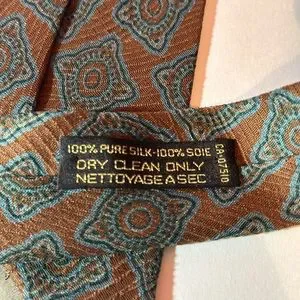 100% PURE SILK-100% SOIE
DRY CLEAN ONLY
NETTOYAGE A SEC
CA-07510